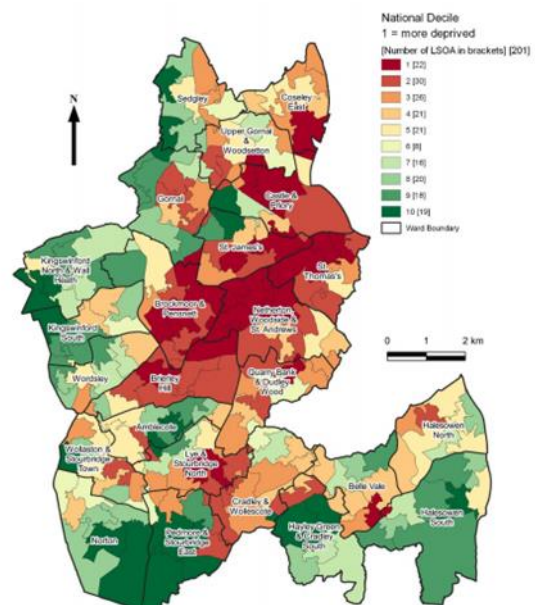 National Decile
1 = more deprived
[Number of LSOA in brackets] [201]
1 [22]
2 [30]
3 [26]
4 [21]
5 [21]
6 [8]
7 [16]
8 [20]
9 [18]
10 [19]
Ward Boundary
N
Sedgley
Coseley
East
Upper Gornal
&
Woodsetton
Gornal
Castle &
Priory
St. James's
St.
Thomas's
Kingswinford
North & Wall
Heath
Brockmoor &
Pensnett
Netherton
Woodside &
St. Andrews
Kingswinford
South
0 1 2 km
Wordsley
Brierley
Hill
Quarry Bank
& Dudley
Wood
Amblecote
Halesowen
North
Wollaston &
Stourbridge
Town
Lye &
Stourbridge
North
Belle Vale
Cradley &
Wollescote
Halesowen
South
Norton
Pedmore &
Stourbridge
East
Hayley Green
& Cradley
South